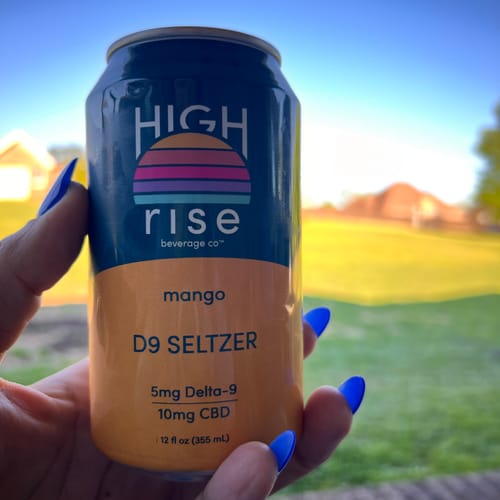 HIGH
rise
beverage co™
mango
D9 SELTZER
5mg Delta-9
10mg CBD
12 fl oz (355 mL)